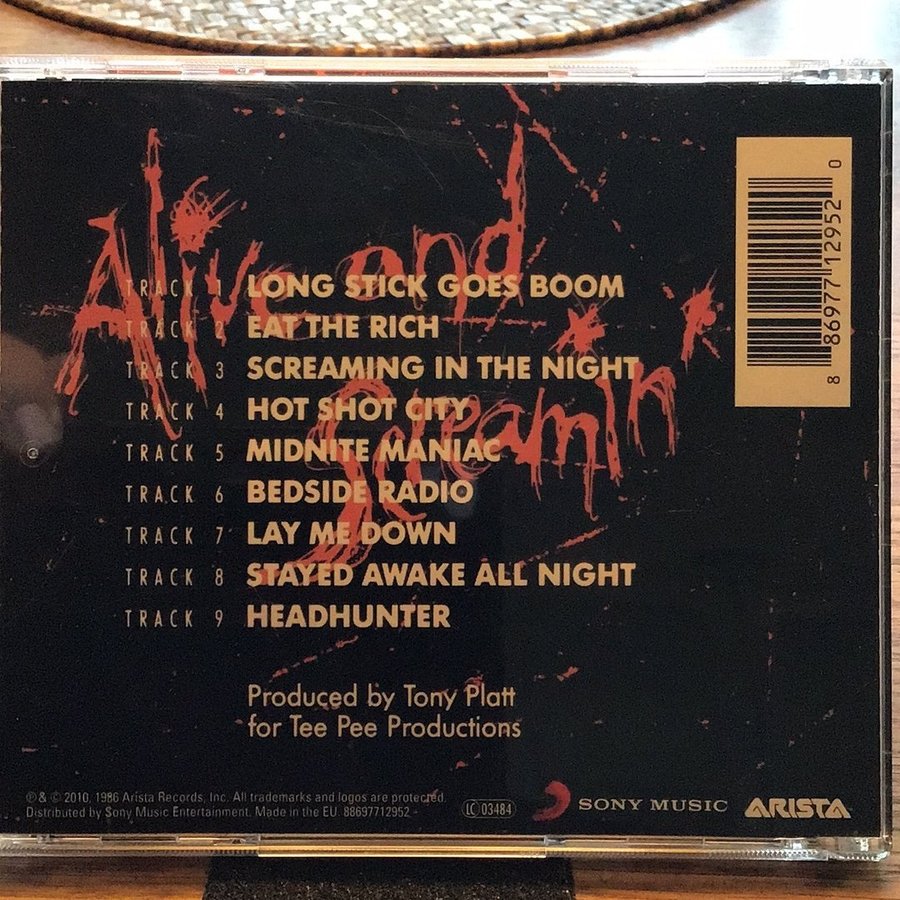 Alive and
Screamin'
TRACK 1 LONG STICK GOES BOOM
TRACK 2 EAT THE RICH
TRACK 3 SCREAMING IN THE NIGHT
TRACK 4 HOT SHOT CITY
TRACK 5 MIDNITE MANIAC
TRACK 6 BEDSIDE RADIO
TRACK 7 LAY ME DOWN
TRACK 8 STAYED AWAKE ALL NIGHT
TRACK 9 HEADHUNTER
Produced by Tony Platt
for Tee Pee Productions
℗ & © 2010, 1986 Arista Records, Inc. All trademarks and logos are protected.
Distributed by Sony Music Entertainment. Made in the EU. 88697712952
LC 03484
SONY MUSIC
ARISTA
8 86977 12952 0